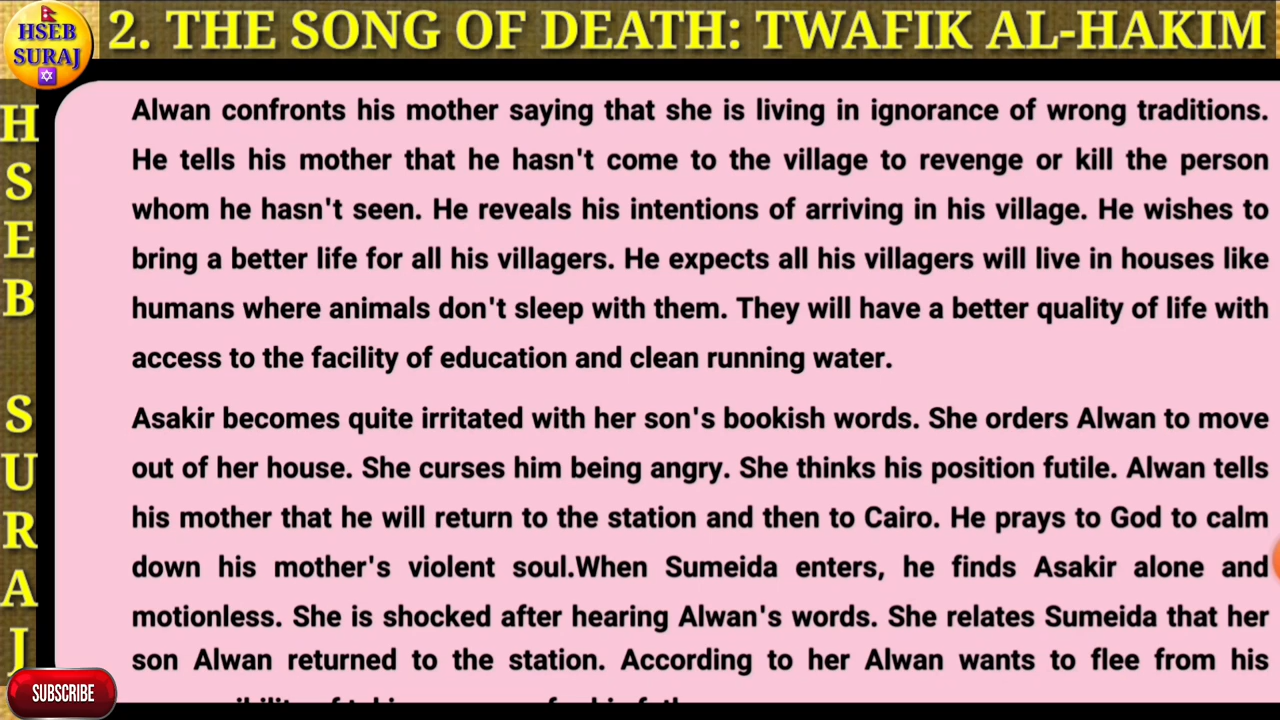 HSEB
SURAJ
2. THE SONG OF DEATH: TWAFIK AL-HAKIM
H
S
E
B
S
U
R
A
J
SUBSCRIBE
Alwan confronts his mother saying that she is living in ignorance of wrong traditions.
He tells his mother that he hasn't come to the village to revenge or kill the person
whom he hasn't seen. He reveals his intentions of arriving in his village. He wishes to
bring a better life for all his villagers. He expects all his villagers will live in houses like
humans where animals don't sleep with them. They will have a better quality of life with
access to the facility of education and clean running water.
Asakir becomes quite irritated with her son's bookish words. She orders Alwan to move
out of her house. She curses him being angry. She thinks his position futile. Alwan tells
his mother that he will return to the station and then to Cairo. He prays to God to calm
down his mother's violent soul.When Sumeida enters, he finds Asakir alone and
motionless. She is shocked after hearing Alwan's words. She relates Sumeida that her
son Alwan returned to the station. According to her Alwan wants to flee from his